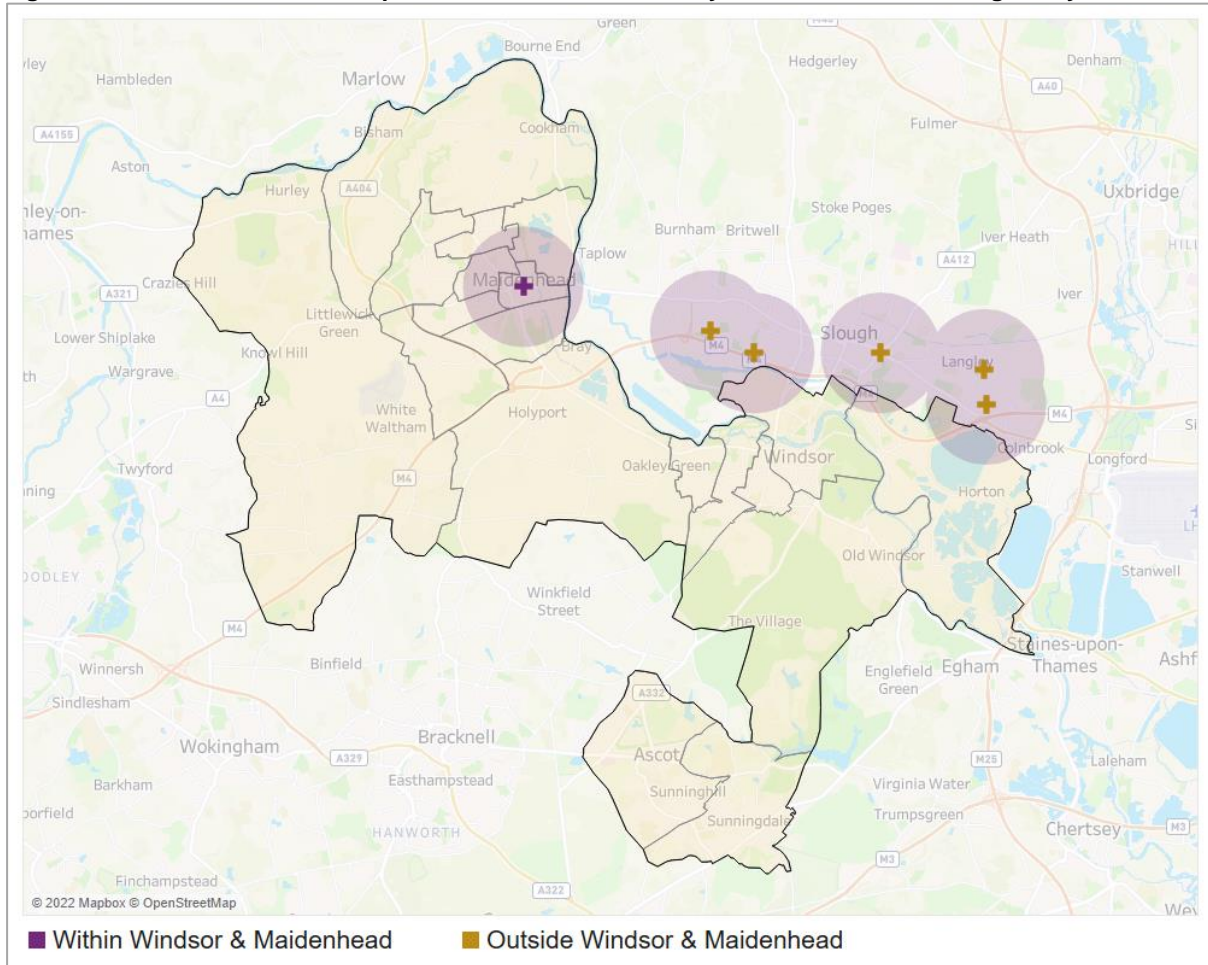 Green
Bourne End
Hedgerley
Denham
Hambleden
Marlow
A40
Fulmer
A4155
Bisham
Cookham
Aston
Hurley
A404
Uxbridge
Stoke Poges
nley-on-
hames
Burnham
Britwell
Iver Heath
Taplow
A412
HILL
Crazies Hill
Maidenhead
A321
Iver
Littlewick
Green
Slough
Lower Shiplake
Knowl Hill
Bray
M4
Langley
Wargrave
A4
White
Waltham
Holyport
M4
Colnbrook
Windsor
Oakley Green
Longford
Twyford
M4
Horton
Old Windsor
Stanwell
Winkfield
Street
The Village
M4
Staines-upon-
Thames
Binfield
Englefield
Green
Egham
Ashf
Winnersh
Sindlesham
A332
Bracknell
Wokingham
Ascot
A329
M25
Laleham
Easthampstead
Barkham
Sunninghill
Virginia Water
Trumpsgreen
Sunningdale
HANWORTH
Chertsey
M3
M3
Finchampstead
A322
© 2022 Mapbox © OpenStreetMap
Within Windsor & Maidenhead
Outside Windsor & Maidenhead